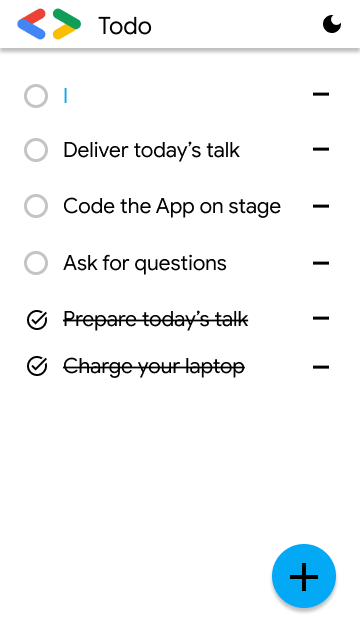 Todo
Deliver today's talk
Code the App on stage
Ask for questions
Prepare today's talk
Charge your laptop